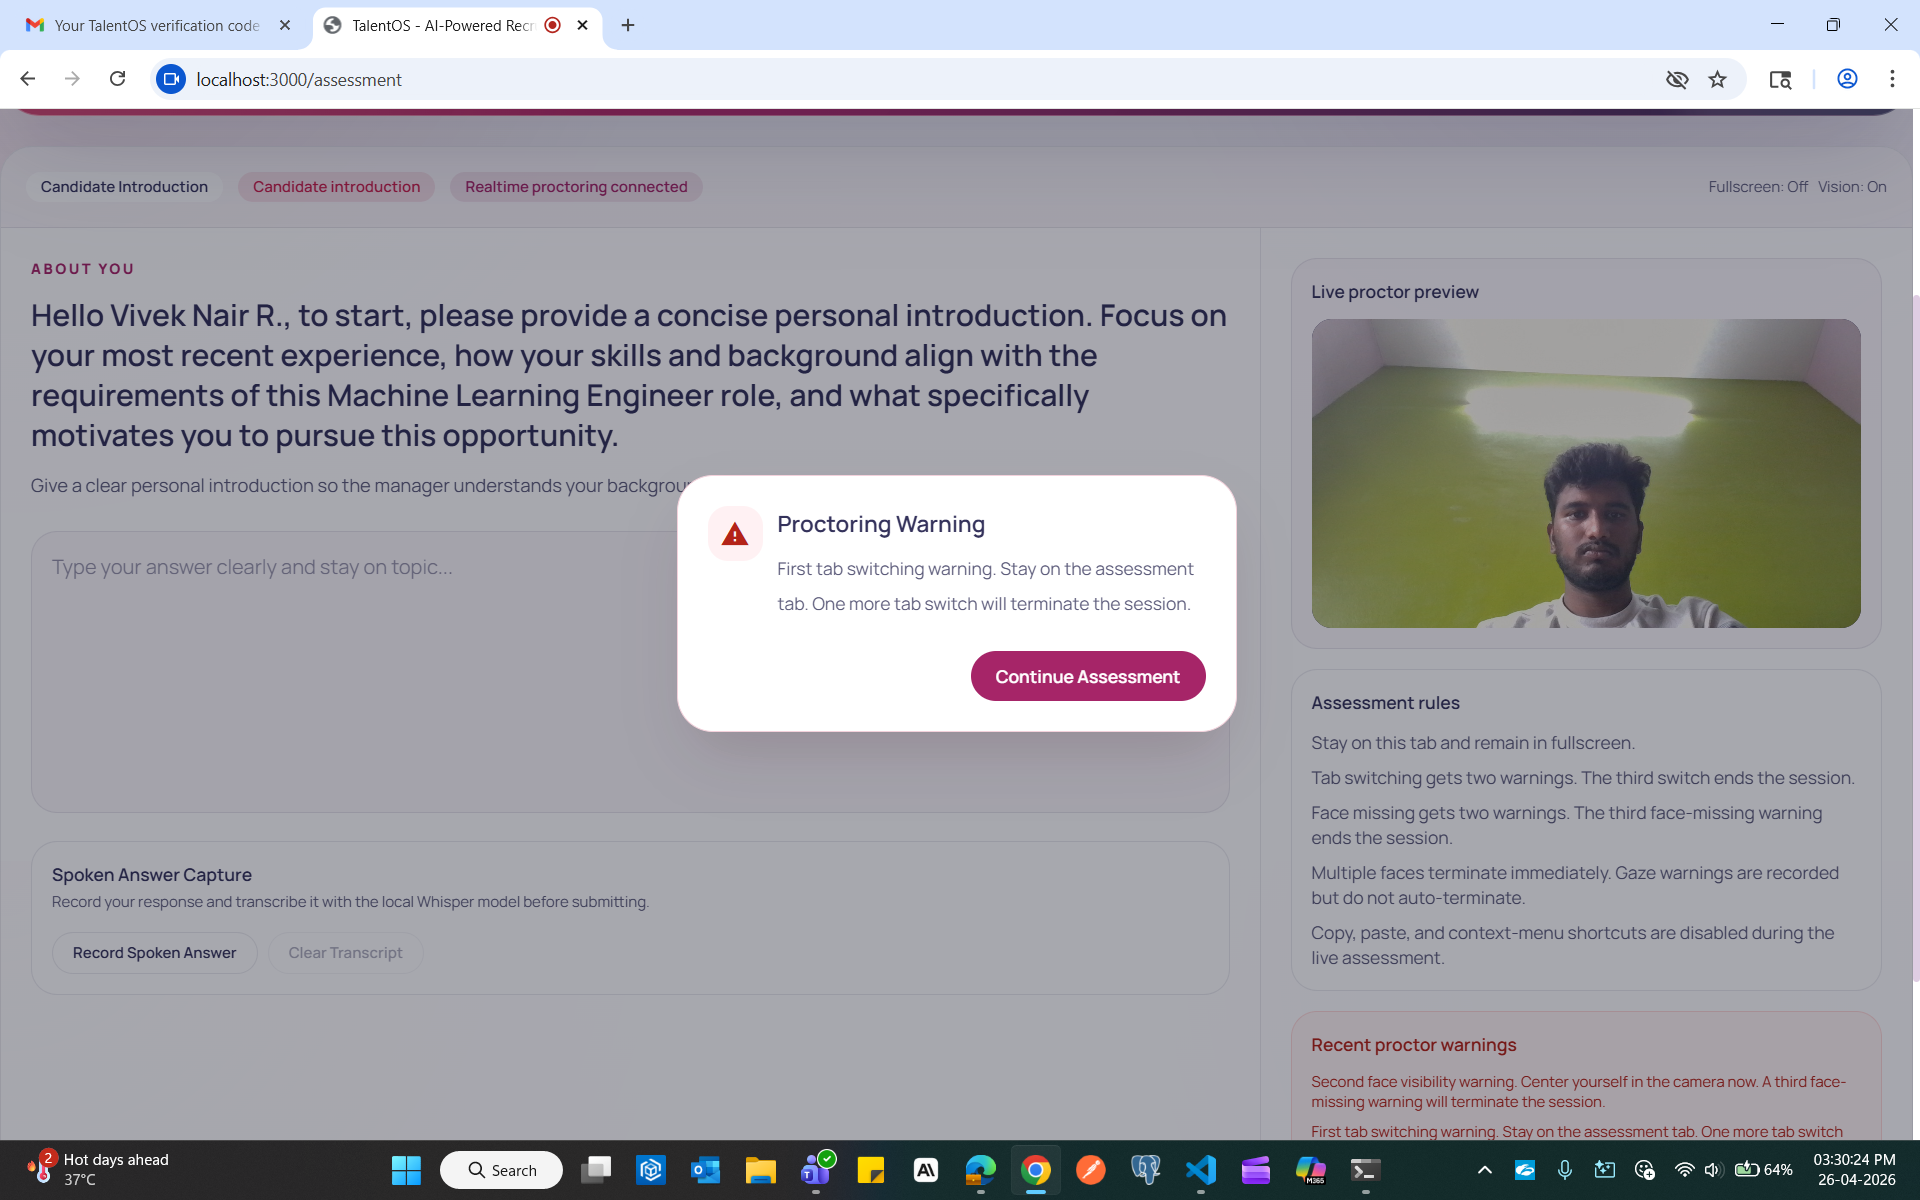 Your TalentOS verification code
TalentOS - AI-Powered Recr
localhost:3000/assessment
Candidate Introduction
Candidate introduction
Realtime proctoring connected
Fullscreen: Off Vision: On
ABOUT YOU
Hello Vivek Nair R., to start, please provide a concise personal introduction. Focus on
your most recent experience, how your skills and background align with the
requirements of this Machine Learning Engineer role, and what specifically
motivates you to pursue this opportunity.
Give a clear personal introduction so the manager understands your backgrou
Type your answer clearly and stay on topic...
Spoken Answer Capture
Record your response and transcribe it with the local Whisper model before submitting.
Record Spoken Answer
Clear Transcript
Proctoring Warning
First tab switching warning. Stay on the assessment
tab. One more tab switch will terminate the session.
Continue Assessment
Live proctor preview
Assessment rules
Stay on this tab and remain in fullscreen.
Tab switching gets two warnings. The third switch ends the session.
Face missing gets two warnings. The third face-missing warning
ends the session.
Multiple faces terminate immediately. Gaze warnings are recorded
but do not auto-terminate.
Copy, paste, and context-menu shortcuts are disabled during the
live assessment.
Recent proctor warnings
Second face visibility warning. Center yourself in the camera now. A third face-
missing warning will terminate the session.
First tab switching warning. Stay on the assessment tab. One more tab switch
2
Hot days ahead
37°C
Search
M365
64%
03:30:24 PM
26-04-2026